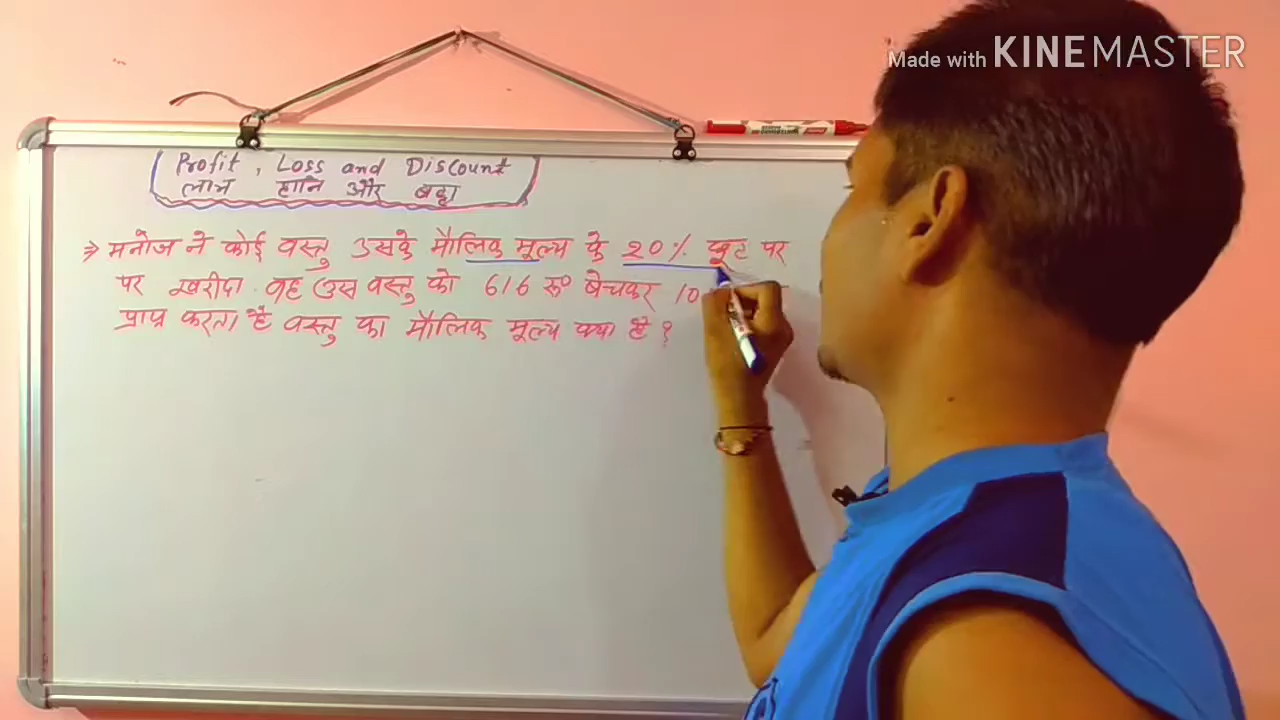 Made with KINEMASTER
Profit, Loss and Discount
लाभ हानि और बट्टा
⇒ मनोज ने कोई वस्तु उसके मौलिक मूल्य के 20% छूट पर
पर खरीदा वह उस वस्तु को 616 रु० बेचकर 10
प्राप्त करता है वस्तु का मौलिक मूल्य क्या है ?